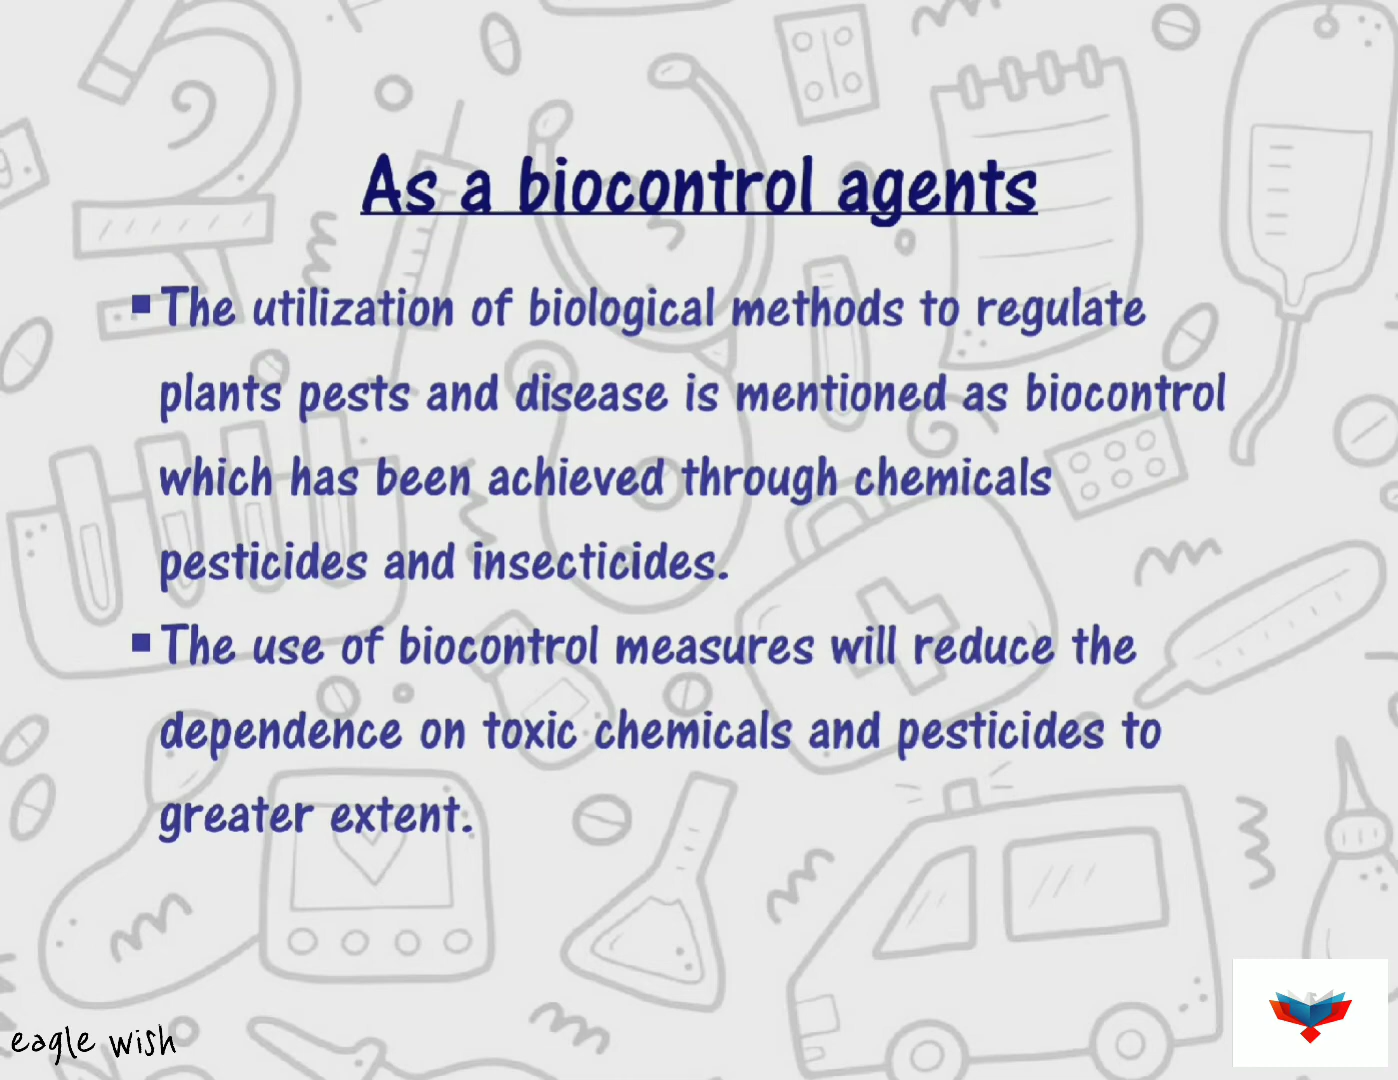 As a biocontrol agents
▪The utilization of biological methods to regulate
plants pests and disease is mentioned as biocontrol
which has been achieved through chemicals
pesticides and insecticides.
▪The use of biocontrol measures will reduce the
dependence on toxic chemicals and pesticides to
greater extent.
eagle wish